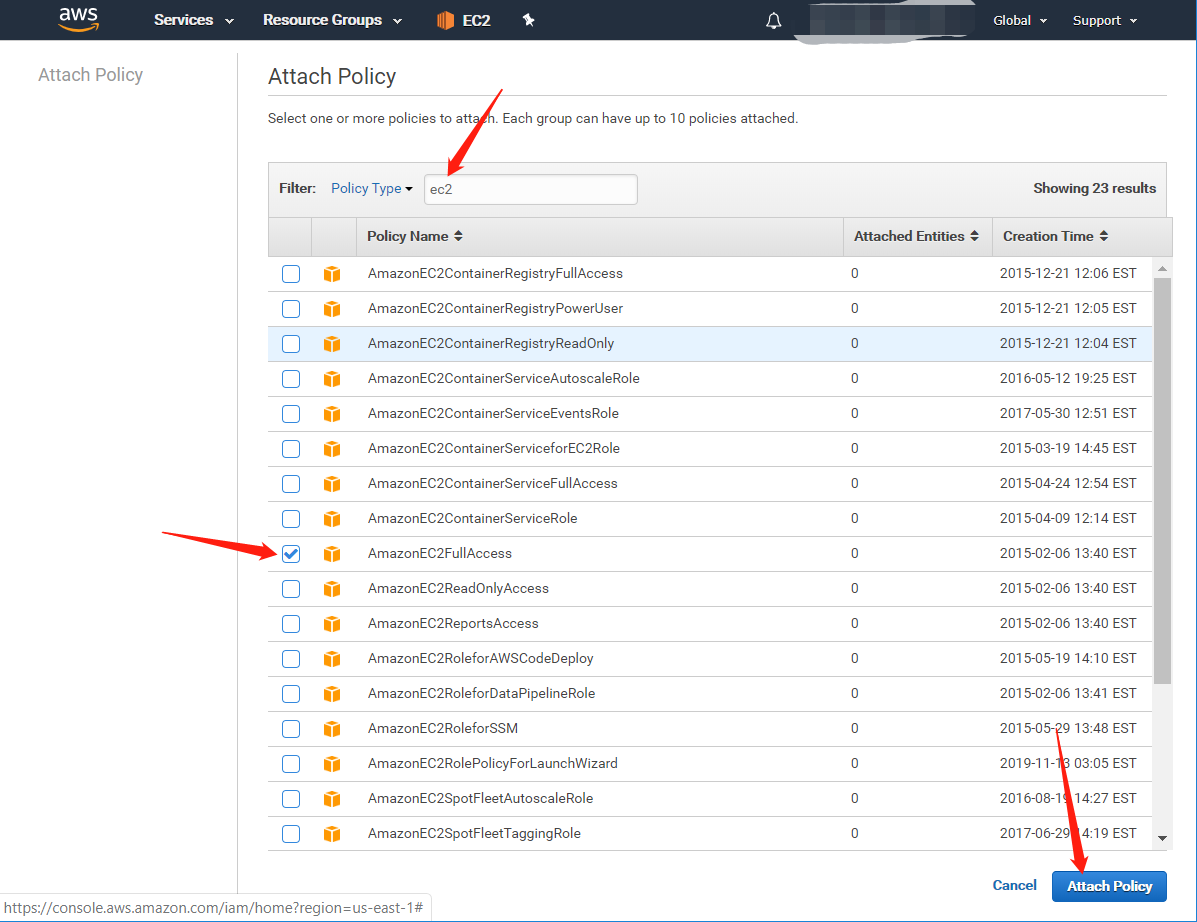 aws Services Resource Groups EC2 Global Support
Attach Policy
Attach Policy
Select one or more policies to attach. Each group can have up to 10 policies attached.
Filter: Policy Type ec2 Showing 23 results
Policy Name Attached Entities Creation Time
AmazonEC2ContainerRegistryFullAccess 0 2015-12-21 12:06 EST
AmazonEC2ContainerRegistryPowerUser 0 2015-12-21 12:05 EST
AmazonEC2ContainerRegistryReadOnly 0 2015-12-21 12:04 EST
AmazonEC2ContainerServiceAutoscaleRole 0 2016-05-12 19:25 EST
AmazonEC2ContainerServiceEventsRole 0 2017-05-30 12:51 EST
AmazonEC2ContainerServiceforEC2Role 0 2015-03-19 14:45 EST
AmazonEC2ContainerServiceFullAccess 0 2015-04-24 12:54 EST
AmazonEC2ContainerServiceRole 0 2015-04-09 12:14 EST
AmazonEC2FullAccess 0 2015-02-06 13:40 EST
AmazonEC2ReadOnlyAccess 0 2015-02-06 13:40 EST
AmazonEC2ReportsAccess 0 2015-02-06 13:40 EST
AmazonEC2RoleforAWSCodeDeploy 0 2015-05-19 14:10 EST
AmazonEC2RoleforDataPipelineRole 0 2015-02-06 13:41 EST
AmazonEC2RoleforSSM 0 2015-05-29 13:48 EST
AmazonEC2RolePolicyForLaunchWizard 0 2019-11-13 03:05 EST
AmazonEC2SpotFleetAutoscaleRole 0 2016-08-19 14:27 EST
AmazonEC2SpotFleetTaggingRole 0 2017-06-29 14:19 EST
Cancel Attach Policy
https://console.aws.amazon.com/iam/home?region=us-east-1#